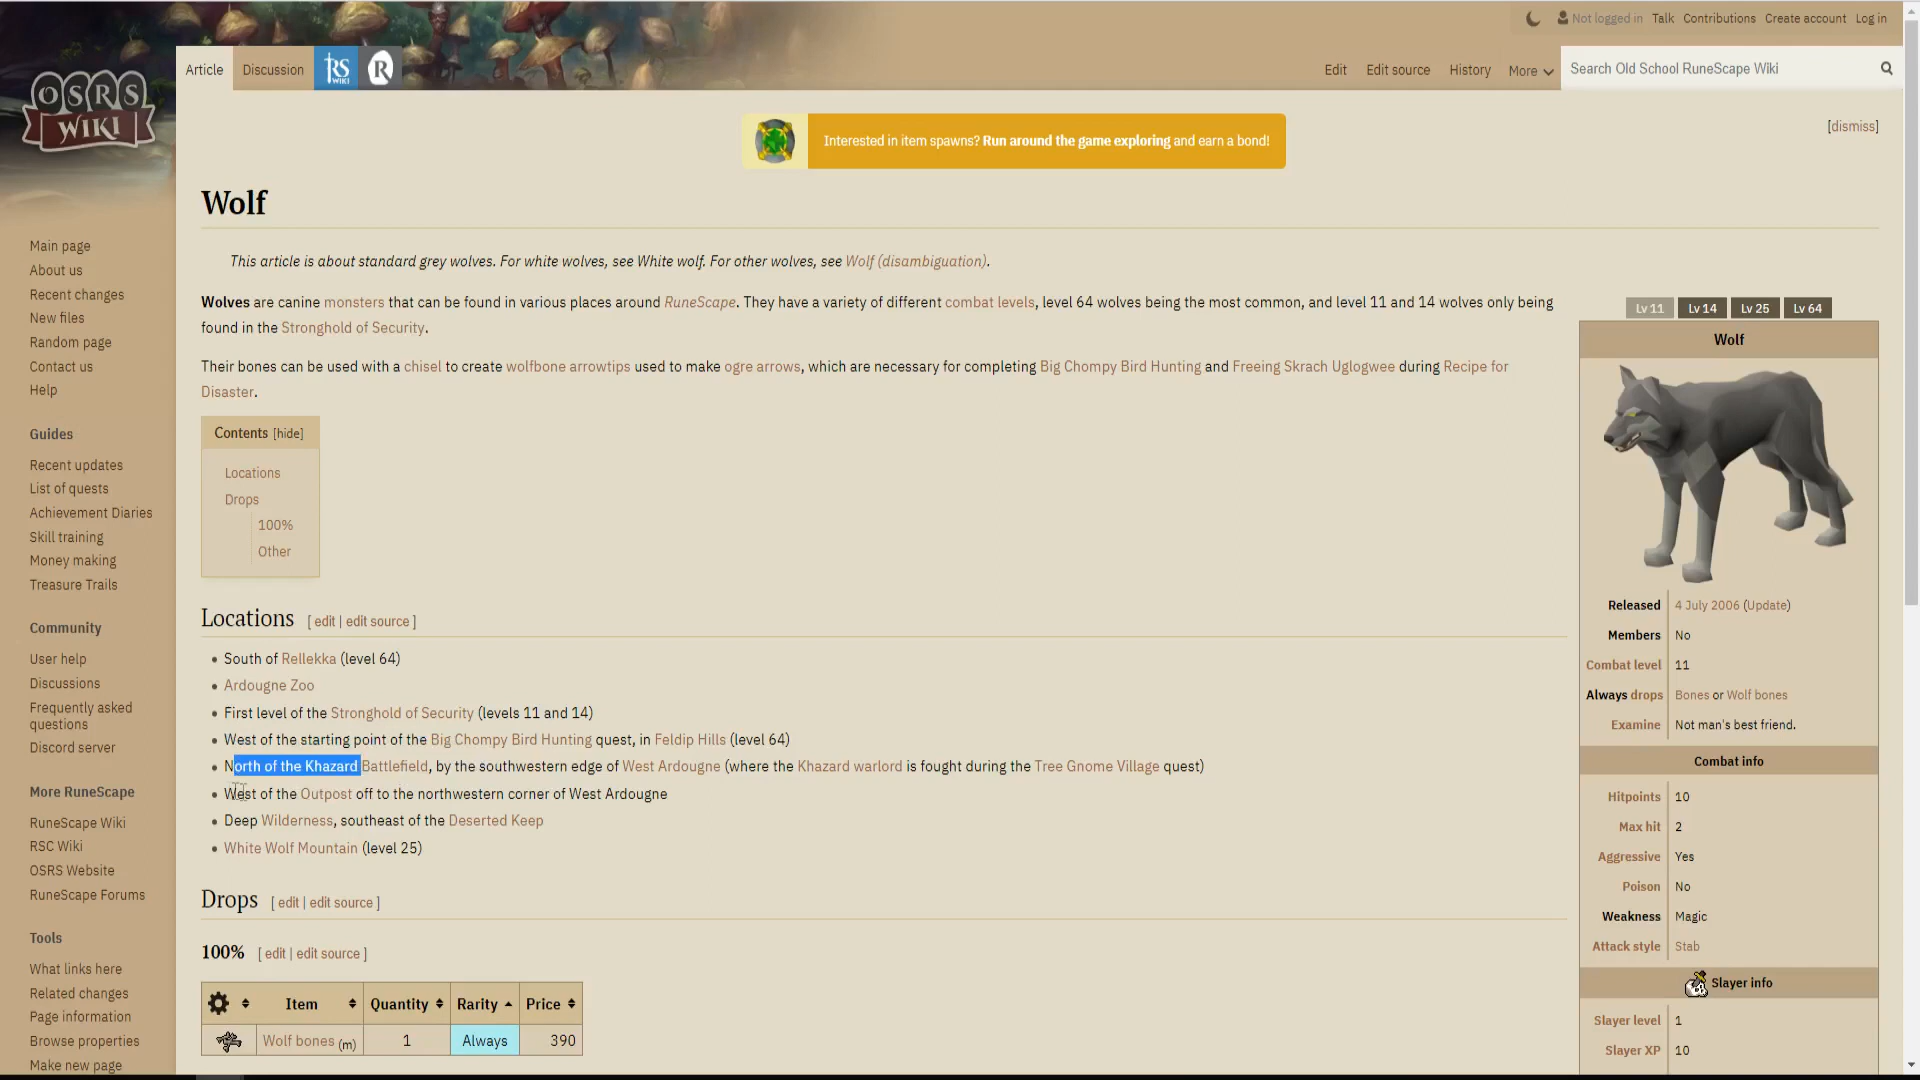 Not logged in Talk Contributions Create account Log in
Article Discussion RS WIKI R Edit Edit source History More Search Old School RuneScape Wiki
OSRS
WIKI
Interested in item spawns? Run around the game exploring and earn a bond!
[dismiss]
Wolf
This article is about standard grey wolves. For white wolves, see White wolf. For other wolves, see Wolf (disambiguation).
Wolves are canine monsters that can be found in various places around RuneScape. They have a variety of different combat levels, level 64 wolves being the most common, and level 11 and 14 wolves only being
found in the Stronghold of Security.
Their bones can be used with a chisel to create wolfbone arrowtips used to make ogre arrows, which are necessary for completing Big Chompy Bird Hunting and Freeing Skrach Uglogwee during Recipe for
Disaster.
Contents [hide]
Locations
Drops
100%
Other
Locations [ edit | edit source ]
South of Rellekka (level 64)
Ardougne Zoo
First level of the Stronghold of Security (levels 11 and 14)
West of the starting point of the Big Chompy Bird Hunting quest, in Feldip Hills (level 64)
North of the Khazard Battlefield, by the southwestern edge of West Ardougne (where the Khazard warlord is fought during the Tree Gnome Village quest)
West of the Outpost off to the northwestern corner of West Ardougne
Deep Wilderness, southeast of the Deserted Keep
White Wolf Mountain (level 25)
Drops [ edit | edit source ]
100% [ edit | edit source ]
Item Quantity Rarity Price
Wolf bones (m) 1 Always 390
Lv 11 Lv 14 Lv 25 Lv 64
Wolf
Released 4 July 2006 (Update)
Members No
Combat level 11
Always drops Bones or Wolf bones
Examine Not man's best friend.
Combat info
Hitpoints 10
Max hit 2
Aggressive Yes
Poison No
Weakness Magic
Attack style Stab
Slayer info
Slayer level 1
Slayer XP 10
Main page
About us
Recent changes
New files
Random page
Contact us
Help
Guides
Recent updates
List of quests
Achievement Diaries
Skill training
Money making
Treasure Trails
Community
User help
Discussions
Frequently asked
questions
Discord server
More RuneScape
RuneScape Wiki
RSC Wiki
OSRS Website
RuneScape Forums
Tools
What links here
Related changes
Page information
Browse properties
Make new page